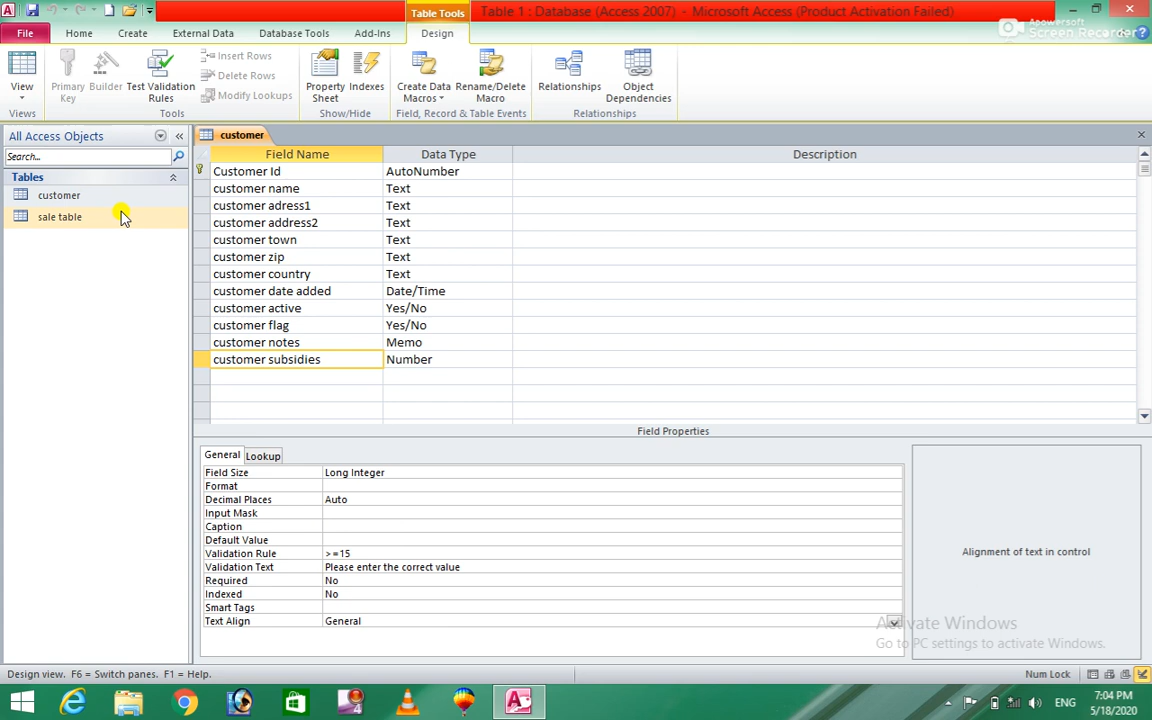 Table Tools
Table 1 : Database (Access 2007) - Microsoft Access (Product Activation Failed)
Apowersoft
Screen Recorder
File
Home
Create
External Data
Database Tools
Add-Ins
Design
View
Primary Key
Builder
Test Validation Rules
Insert Rows
Delete Rows
Modify Lookups
Property Sheet
Indexes
Create Data Macros
Rename/Delete Macro
Relationships
Object Dependencies
Views
Tools
Show/Hide
Field, Record & Table Events
Relationships
All Access Objects
Search...
Tables
customer
sale table
customer
Field Name Data Type Description
Customer Id AutoNumber
customer name Text
customer adress1 Text
customer address2 Text
customer town Text
customer zip Text
customer country Text
customer date added Date/Time
customer active Yes/No
customer flag Yes/No
customer notes Memo
customer subsidies Number
Field Properties
General Lookup
Field Size Long Integer
Format
Decimal Places Auto
Input Mask
Caption
Default Value
Validation Rule >=15
Validation Text Please enter the correct value
Required No
Indexed No
Smart Tags
Text Align General
Alignment of text in control
Activate Windows
Go to PC settings to activate Windows.
Design view. F6 = Switch panes. F1 = Help.
Num Lock
ENG
7:04 PM
5/18/2020